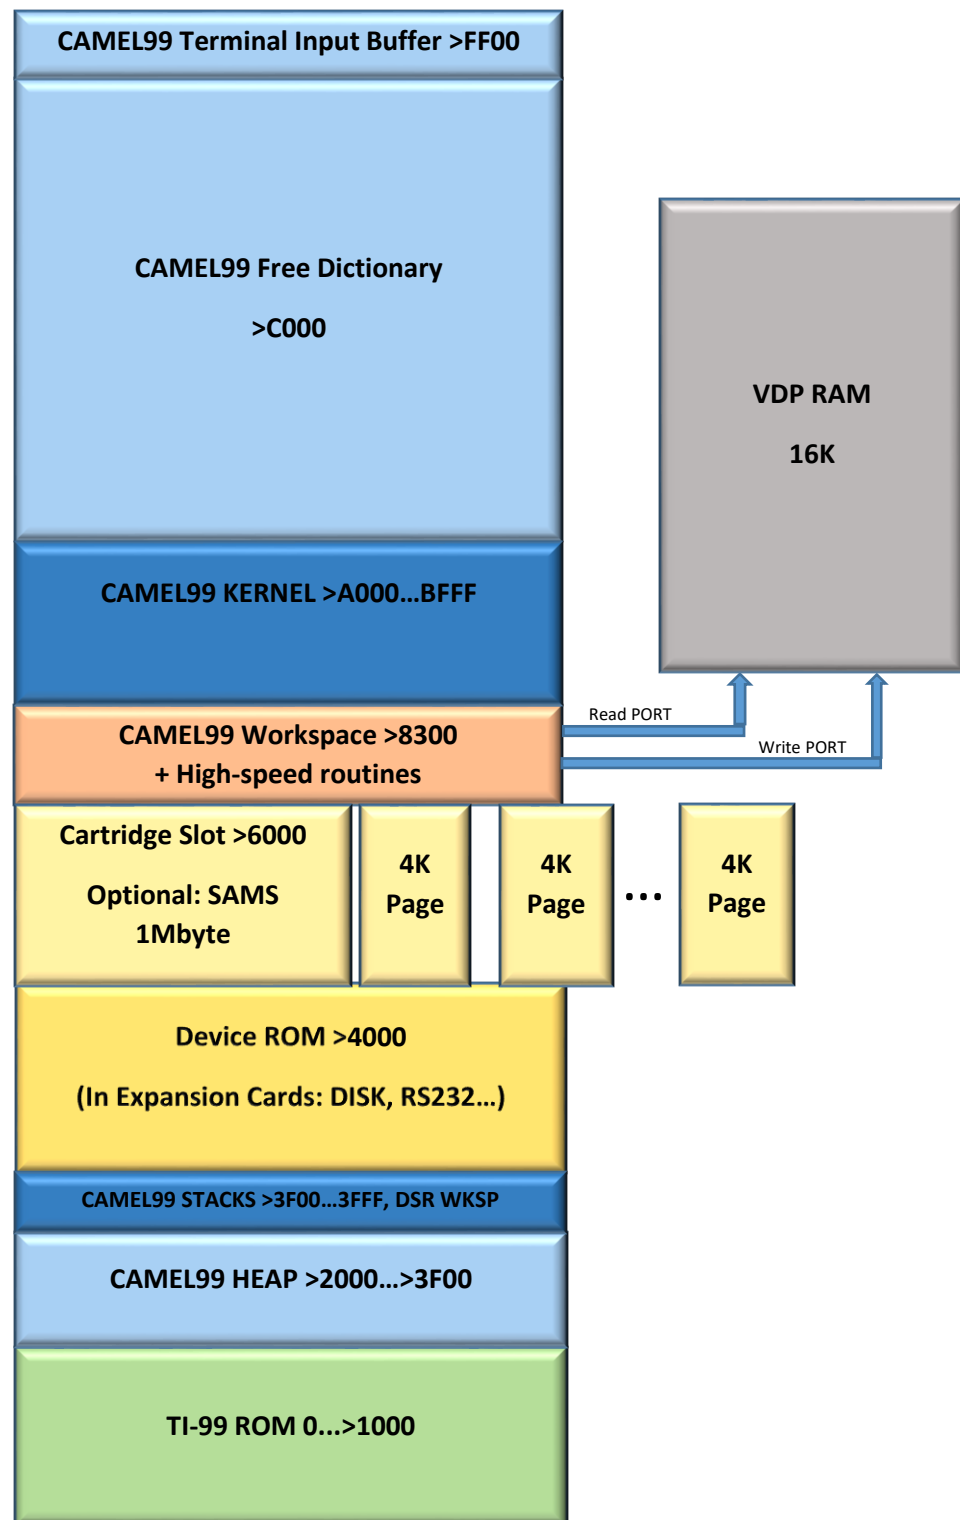 CAMEL99 Terminal Input Buffer >FF00
CAMEL99 Free Dictionary
>C000
VDP RAM
16K
CAMEL99 KERNEL >A000…BFFF
CAMEL99 Workspace >8300
+ High-speed routines
Read PORT
Write PORT
Cartridge Slot >6000
Optional: SAMS
1Mbyte
4K
Page
4K
Page
...
4K
Page
Device ROM >4000
(In Expansion Cards: DISK, RS232…)
CAMEL99 STACKS >3F00…3FFF, DSR WKSP
CAMEL99 HEAP >2000…>3F00
TI-99 ROM 0...>1000